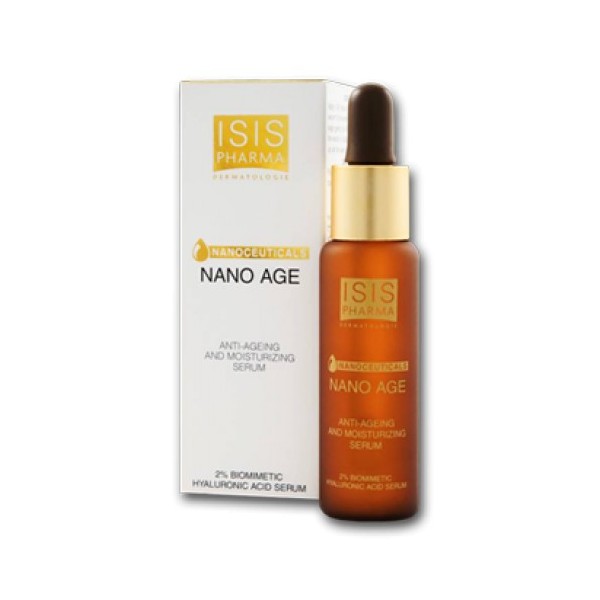 ISIS
PHARMA
DERMATOLOGIE
NANOCEUTICALS
NANO AGE
ANTI-AGEING
AND MOISTURIZING
SERUM
2% BIOMIMETIC
HYALURONIC ACID SERUM
ISIS
PHARMA
DERMATOLOGIE
NANOCEUTICALS
NANO AGE
ANTI-AGEING
AND MOISTURIZING
SERUM
2% BIOMIMETIC
HYALURONIC ACID SERUM